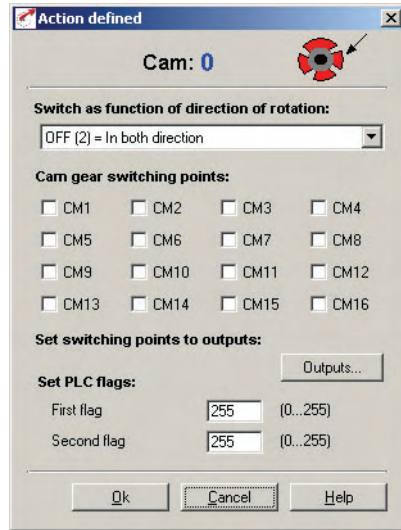 Action defined
Cam: 0
Switch as function of direction of rotation:
OFF (2) = In both direction
Cam gear switching points:
CM1 CM2 CM3 CM4
CM5 CM6 CM7 CM8
CM9 CM10 CM11 CM12
CM13 CM14 CM15 CM16
Set switching points to outputs:
Outputs...
Set PLC flags:
First flag 255 (0...255)
Second flag 255 (0...255)
Ok Cancel Help